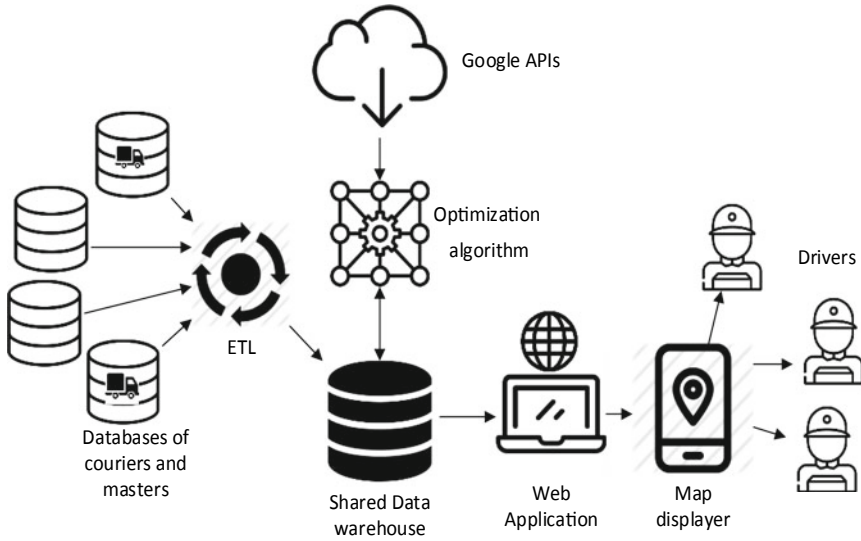 Google APIs
Optimization
algorithm
Drivers
ETL
Databases of
couriers and
masters
Shared Data
warehouse
Web
Application
Map
displayer